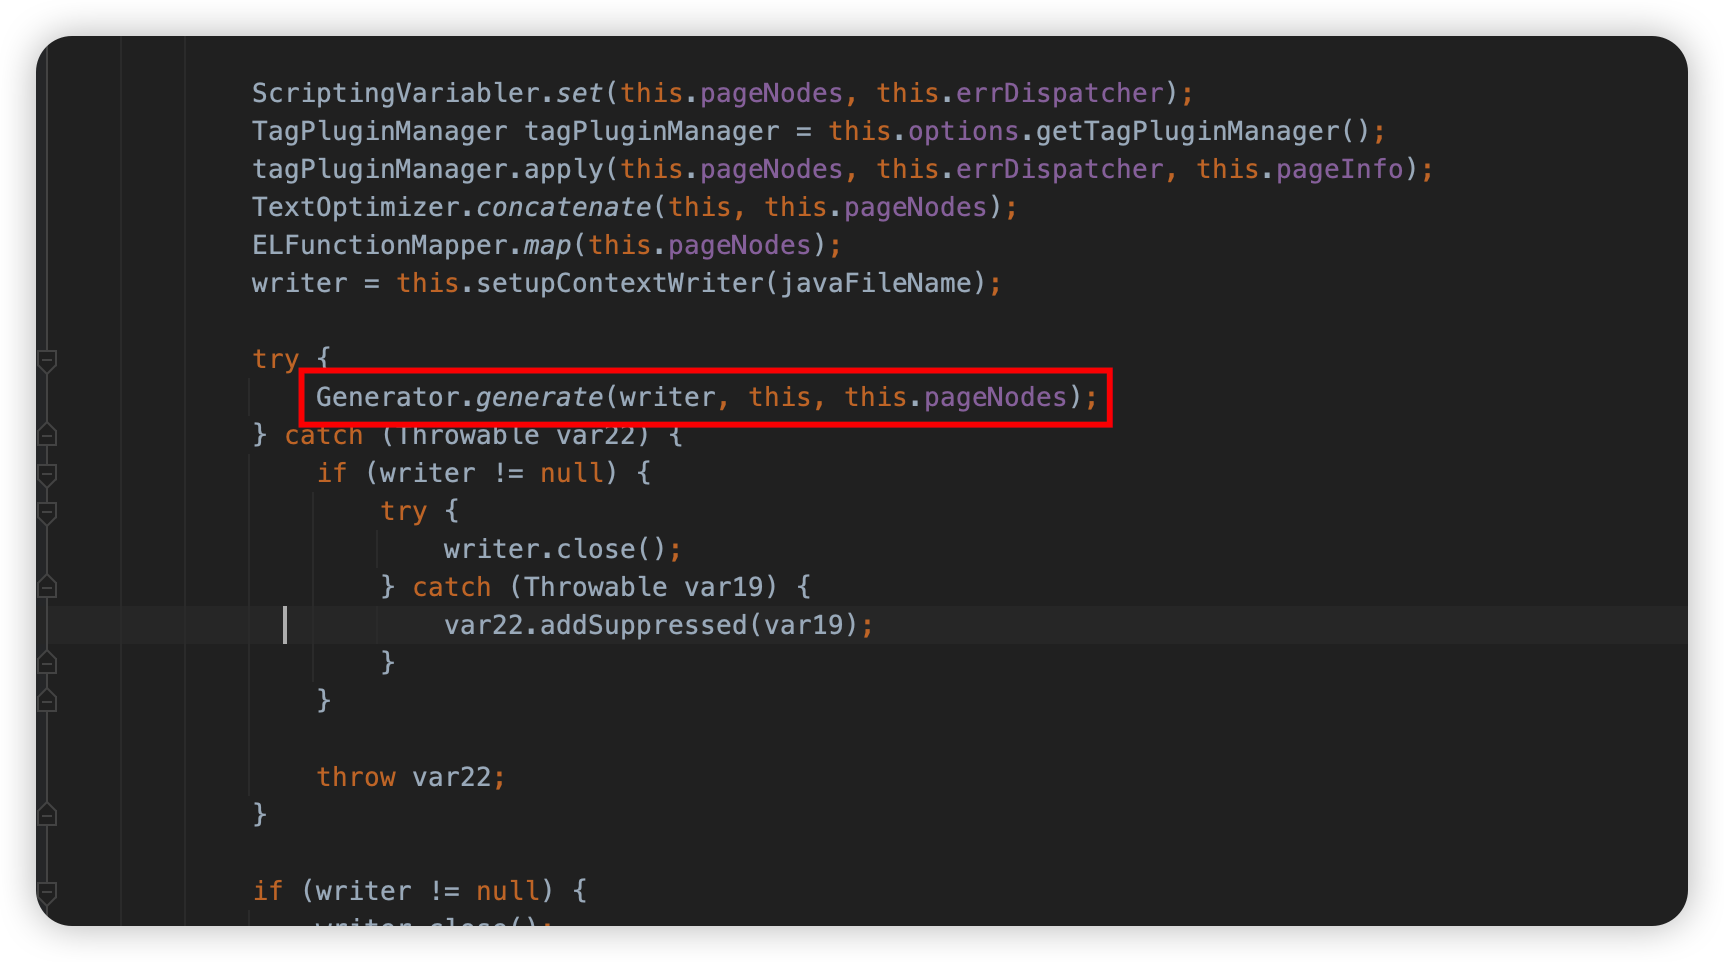 ScriptingVariabler.set(this.pageNodes, this.errDispatcher);
TagPluginManager tagPluginManager = this.options.getTagPluginManager();
tagPluginManager.apply(this.pageNodes, this.errDispatcher, this.pageInfo);
TextOptimizer.concatenate(this, this.pageNodes);
ELFunctionMapper.map(this.pageNodes);
writer = this.setupContextWriter(javaFileName);
try {
Generator.generate(writer, this, this.pageNodes);
} catch (Throwable var22) {
if (writer != null) {
try {
writer.close();
} catch (Throwable var19) {
var22.addSuppressed(var19);
}
}
throw var22;
}
if (writer != null) {
writer.close();